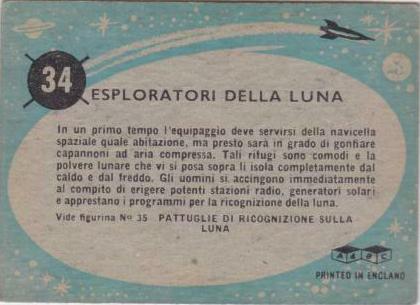 34
ESPLORATORI DELLA LUNA
In un primo tempo l'equipaggio deve servirsi della navicella
spaziale quale abitazione, ma presto sarà in grado di gonfiare
capannoni ad aria compressa. Tali rifugi sono comodi e la
polvere lunare che vi si posa sopra li isola completamente dal
caldo e dal freddo. Gli uomini si accingono immediatamente
al compito di erigere potenti stazioni radio, generatori solari
e apprestano i programmi per la ricognizione della luna.
Vide figurina Nº 35 PATTUGLIE DI RICOGNIZIONE SULLA
LUNA
A & B C
PRINTED IN ENGLAND